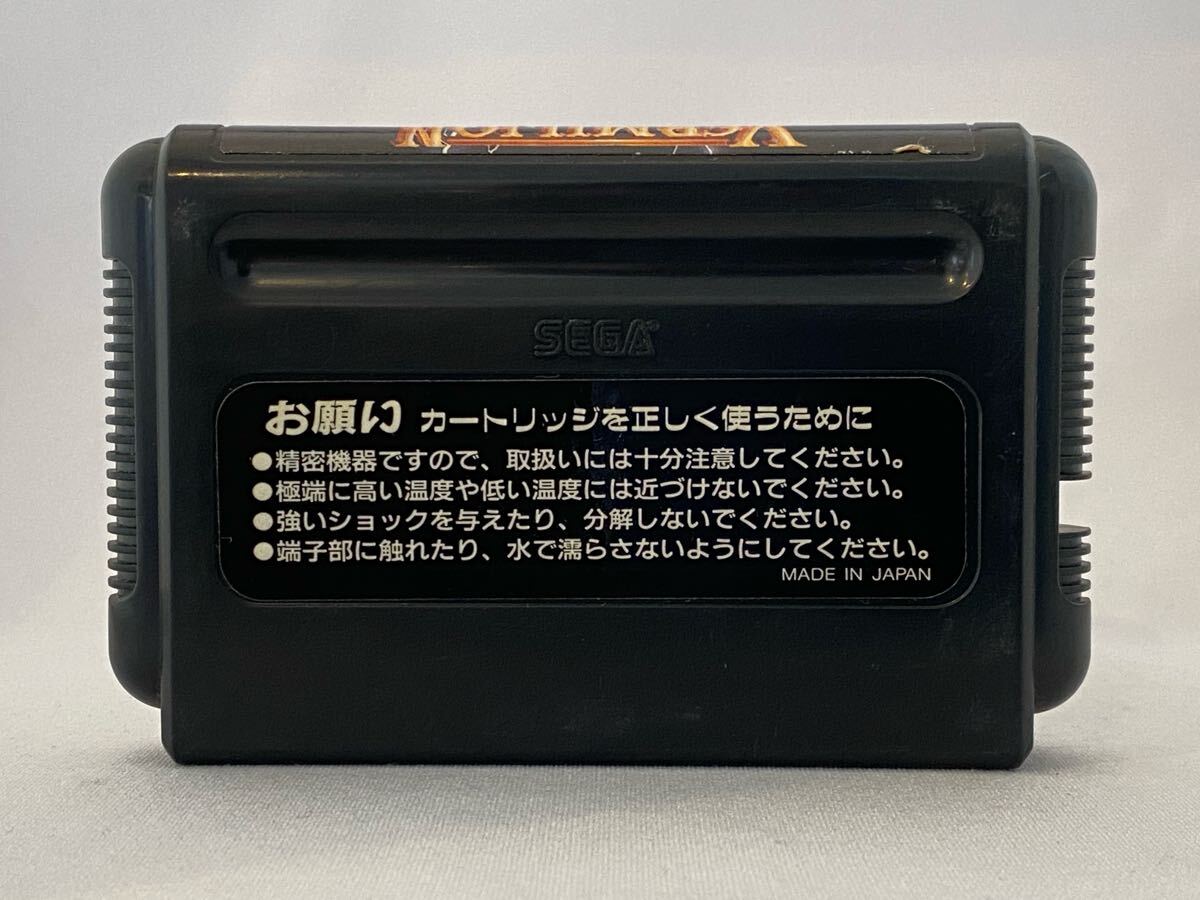 VERMILION
SEGA
お願い カートリッジを正しく使うために
●精密機器ですので、取扱いには十分注意してください。
●極端に高い温度や低い温度には近づけないでください。
●強いショックを与えたり、分解しないでください。
●端子部に触れたり、水で濡らさないようにしてください。
MADE IN JAPAN